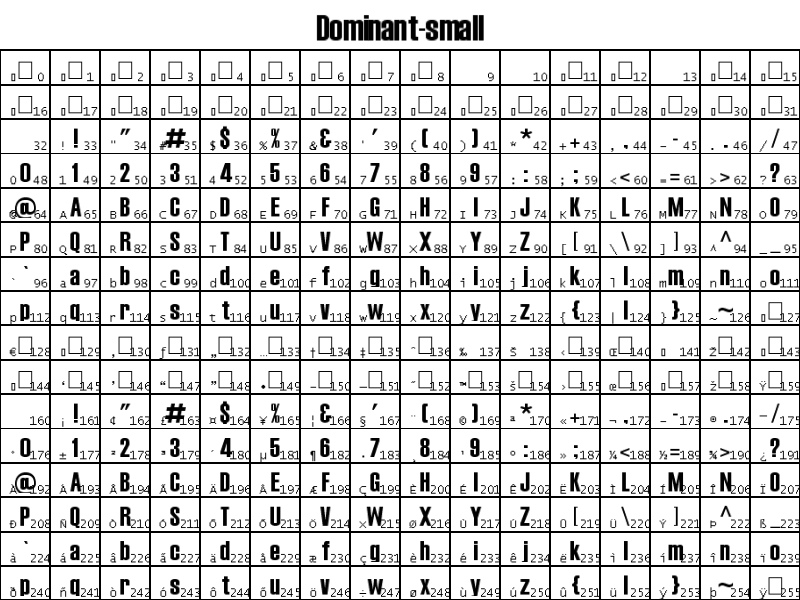 Dominant-small
0 1 2 3 4 5 6 7 8 9 10 11 12 13 14 15
16 17 18 19 20 21 22 23 24 25 26 27 28 29 30 31
32 ! ! 33 " " 34 # # 35 $ $ 36 % % 37 & & 38 ' ' 39 ( ( 40 ) ) 41 * * 42 + + 43 , , 44 - - 45 . . 46 / / 47
0 0 48 1 1 49 2 2 50 3 3 51 4 4 52 5 5 53 6 6 54 7 7 55 8 8 56 9 9 57 : : 58 ; ; 59 < < 60 = = 61 > > 62 ? ? 63
@ @ 64 A A 65 B B 66 C C 67 D D 68 E E 69 F F 70 G G 71 H H 72 I I 73 J J 74 K K 75 L L 76 M M 77 N N 78 O O 79
P P 80 Q Q 81 R R 82 S S 83 T T 84 U U 85 V V 86 W W 87 X X 88 Y Y 89 Z Z 90 [ [ 91 \ \ 92 ] ] 93 ^ ^ 94 _ _ 95
` ` 96 a a 97 b b 98 c c 99 d d 100 e e 101 f f 102 g g 103 h h 104 i i 105 j j 106 k k 107 l l 108 m m 109 n n 110 o o 111
p p 112 q q 113 r r 114 s s 115 t t 116 u u 117 v v 118 w w 119 x x 120 y y 121 z z 122 { { 123 | | 124 } } 125 ~ ~ 126 127
€ 128 129 ‚ 130 ƒ 131 „ 132 … 133 † 134 ‡ 135 ˆ 136 ‰ 137 Š 138 ‹ 139 Œ 140 141 Ž 142 143
144 ‘ 145 ’ 146 “ 147 ” 148 • 149 – 150 — 151 ˜ 152 ™ 153 š 154 › 155 œ 156 157 ž 158 Ÿ 159
160 ¡ ! 161 ¢ " 162 £ # 163 ¤ $ 164 ¥ % 165 ¦ & 166 § ' 167 ¨ ( 168 © ) 169 ª * 170 « + 171 ¬ , 172 - 173 ® . 174 ¯ / 175
° 0 176 ± 1 177 ² 2 178 ³ 3 179 ´ 4 180 µ 5 181 ¶ 6 182 · 7 183 ¸ 8 184 ¹ 9 185 º : 186 » ; 187 ¼ < 188 ½ = 189 ¾ > 190 ¿ ? 191
À @ 192 Á A 193 Â B 194 Ã C 195 Ä D 196 Å E 197 Æ F 198 Ç G 199 È H 200 É I 201 Ê J 202 Ë K 203 Ì L 204 Í M 205 Î N 206 Ï O 207
Ð P 208 Ñ Q 209 Ò R 210 Ó S 211 Ô T 212 Õ U 213 Ö V 214 × W 215 Ø X 216 Ù Y 217 Ú Z 218 Û [ 219 Ü \ 220 Ý ] 221 Þ ^ 222 ß _ 223
à ` 224 á a 225 â b 226 ã c 227 ä d 228 å e 229 æ f 230 ç g 231 è h 232 é i 233 ê j 234 ë k 235 ì l 236 í m 237 î n 238 ï o 239
ð p 240 ñ q 241 ò r 242 ó s 243 ô t 244 õ u 245 ö v 246 ÷ w 247 ø x 248 ù y 249 ú z 250 û { 251 ü | 252 ý } 253 þ ~ 254 ÿ 255